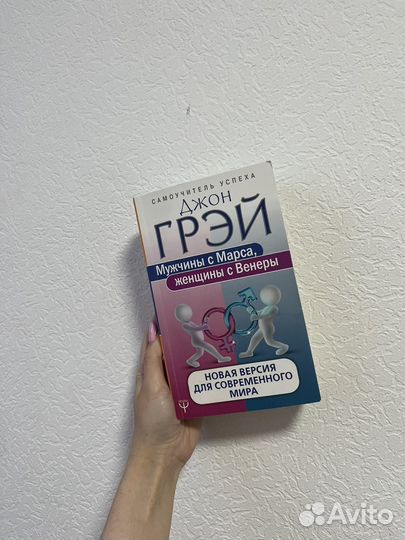 САМОУЧИТЕЛЬ УСПЕХА
ДЖОН
ГРЭЙ
Мужчины с Марса,
женщины с Венеры
НОВАЯ ВЕРСИЯ
ДЛЯ СОВРЕМЕННОГО
МИРА
Avito